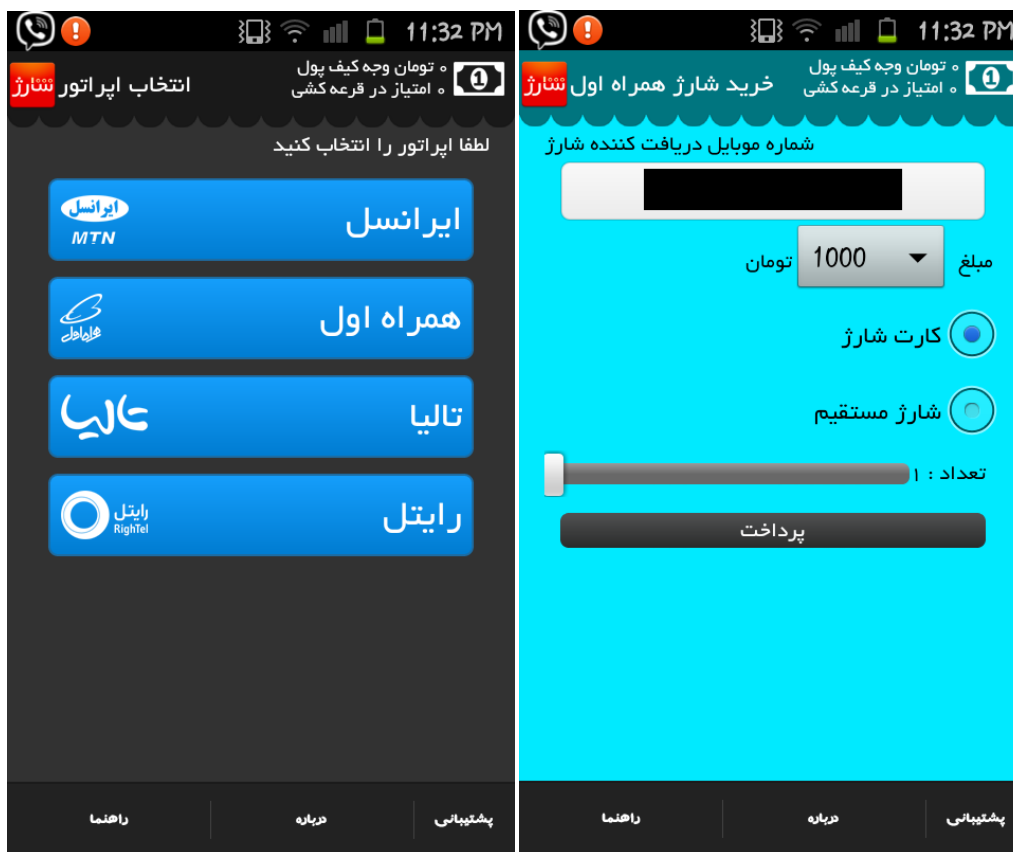 11:32 PM
۰ تومان وجه کیف پول
۰ امتیاز در قرعه کشی
انتخاب اپراتور
شارژ
لطفا اپراتور را انتخاب کنید
ایرانسل
ایرانسل
MTN
همراه اول
همراه اول
تالیا
تالیا
رایتل
رایتل
RighTel
پشتیبانی
درباره
راهنما
11:32 PM
۰ تومان وجه کیف پول
۰ امتیاز در قرعه کشی
خرید شارژ همراه اول
شارژ
شماره موبایل دریافت کننده شارژ
مبلغ 1000 تومان
کارت شارژ
شارژ مستقیم
تعداد : ۱
پرداخت
پشتیبانی
درباره
راهنما